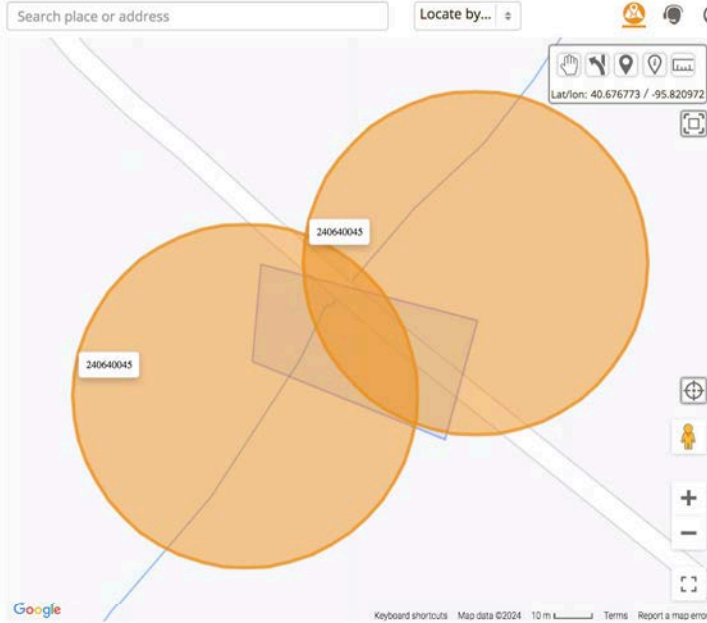 Search place or address
Locate by...
Lat/lon: 40.676773 / -95.820972
240640045
240640045
Google
Keyboard shortcuts Map data ©2024 10 m Terms Report a map error